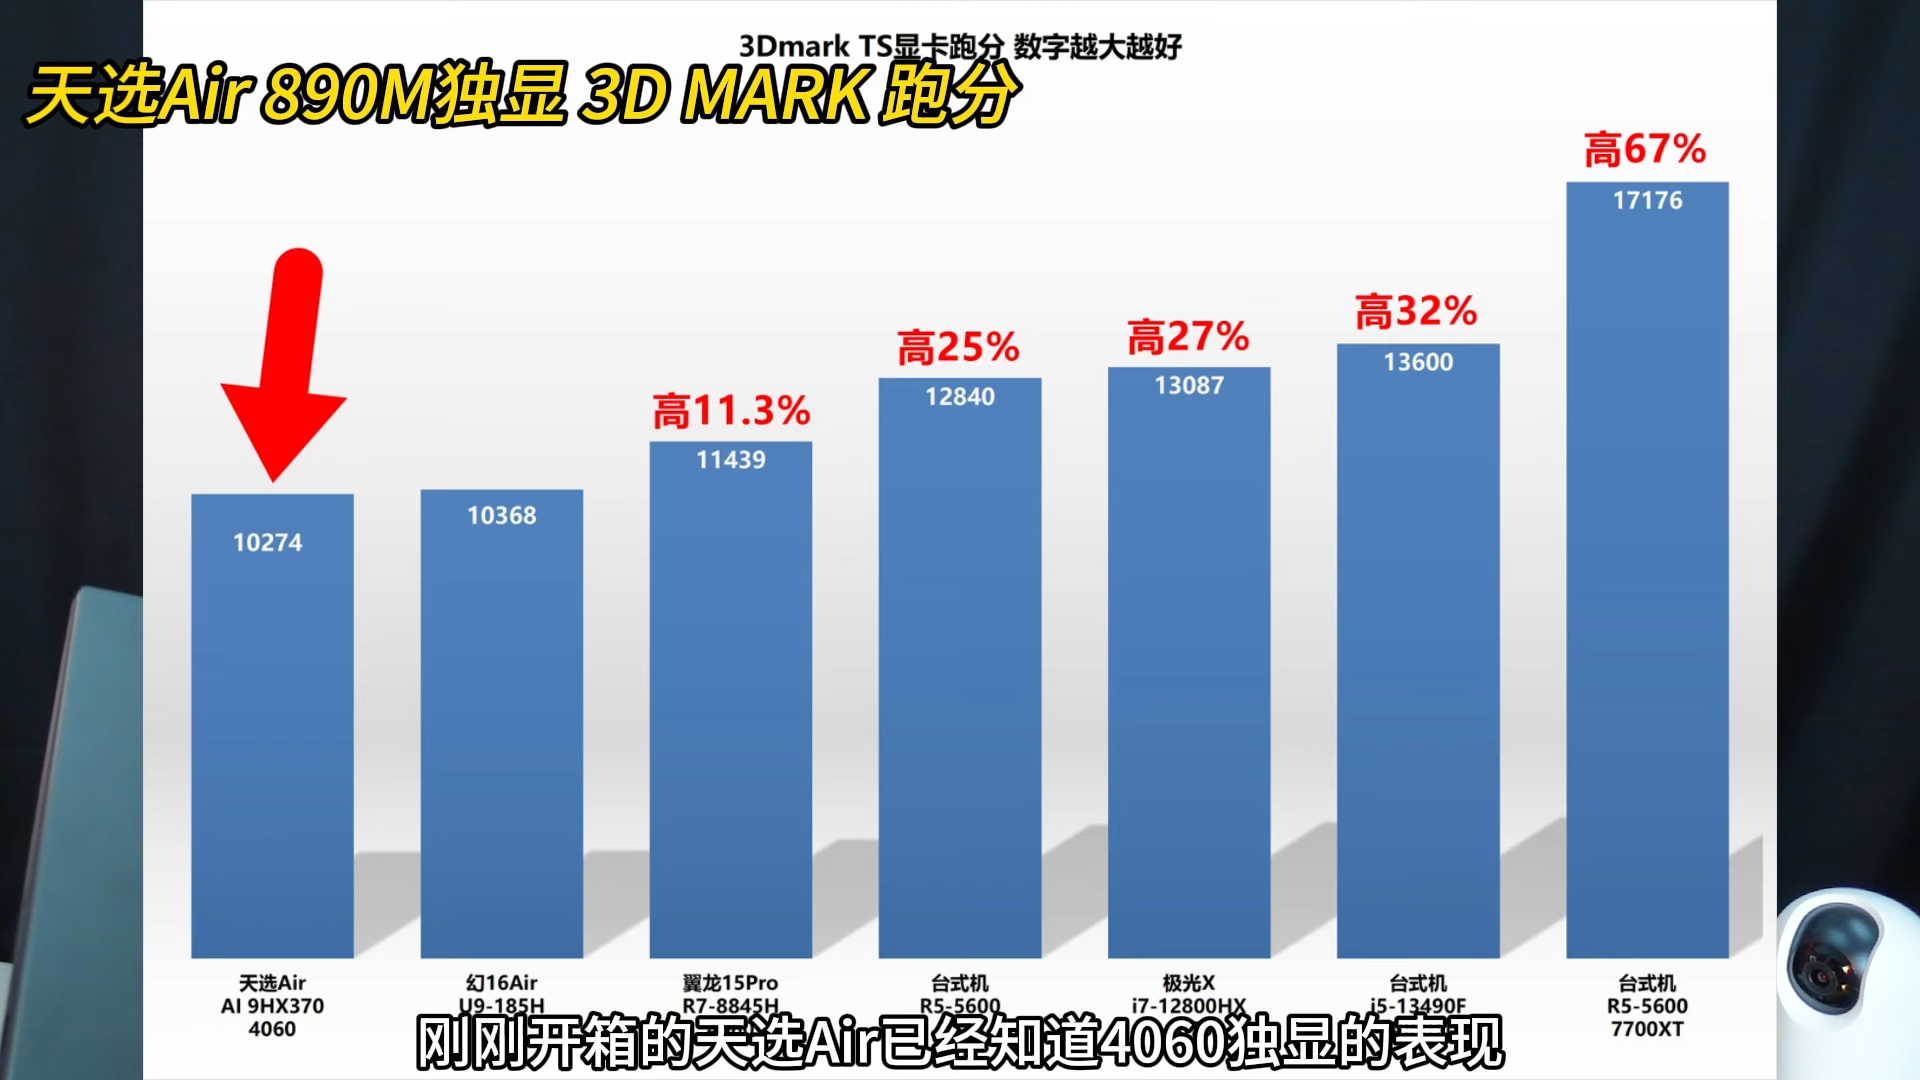 3Dmark TS显卡跑分 数字越大越好
天选Air 890M独显 3D MARK 跑分
高67%
17176
高32%
13600
高27%
13087
高25%
12840
高11.3%
11439
10368
10274
天选Air
AI 9HX370
4060
幻16Air
U9-185H
翼龙15Pro
R7-8845H
台式机
R5-5600
极光X
i7-12800HX
台式机
i5-13490F
台式机
R5-5600
7700XT
刚刚开箱的天选Air已经知道4060独显的表现